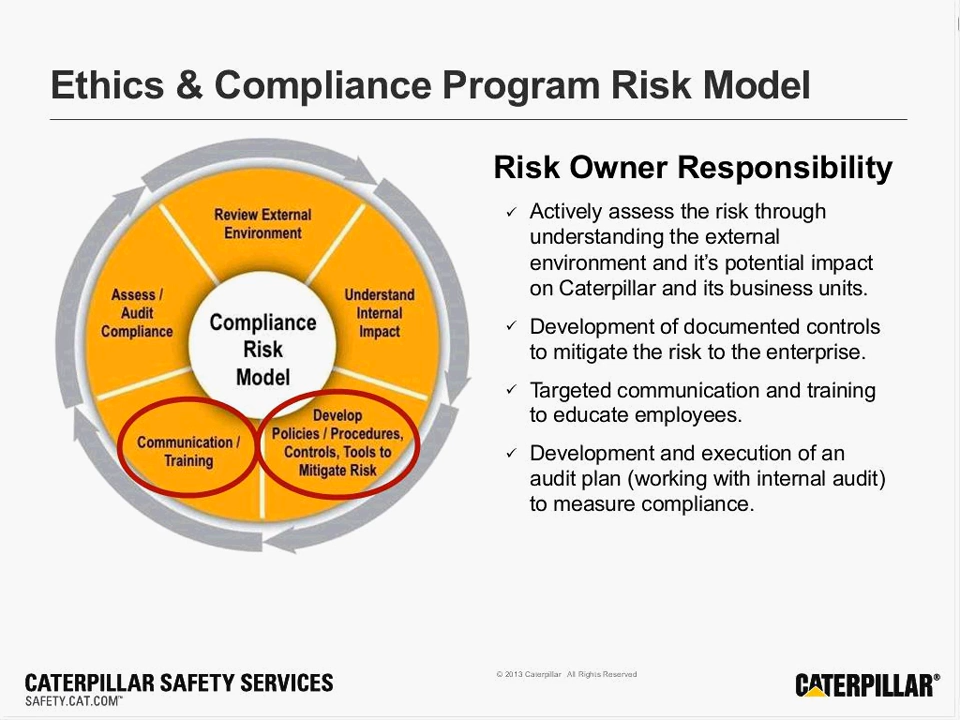 Ethics & Compliance Program Risk Model
Review External
Environment
Understand
Internal
Impact
Develop
Policies / Procedures,
Controls, Tools to
Mitigate Risk
Communication /
Training
Assess /
Audit
Compliance
Compliance
Risk
Model
Risk Owner Responsibility
✓ Actively assess the risk through
understanding the external
environment and it’s potential impact
on Caterpillar and its business units.
✓ Development of documented controls
to mitigate the risk to the enterprise.
✓ Targeted communication and training
to educate employees.
✓ Development and execution of an
audit plan (working with internal audit)
to measure compliance.
CATERPILLAR SAFETY SERVICES
SAFETY.CAT.COM™
© 2013 Caterpillar All Rights Reserved
CATERPILLAR®